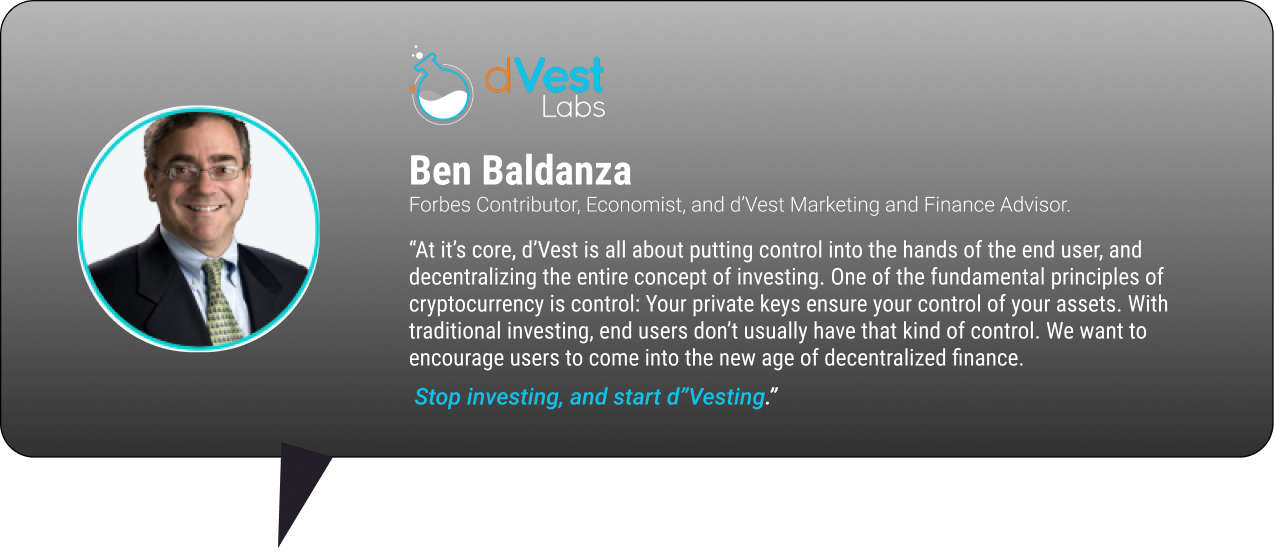 dVest
Labs
Ben Baldanza
Forbes Contributor, Economist, and d’Vest Marketing and Finance Advisor.
“At it’s core, d’Vest is all about putting control into the hands of the end user, and
decentralizing the entire concept of investing. One of the fundamental principles of
cryptocurrency is control: Your private keys ensure your control of your assets. With
traditional investing, end users don’t usually have that kind of control. We want to
encourage users to come into the new age of decentralized finance.
Stop investing, and start d”Vesting.”